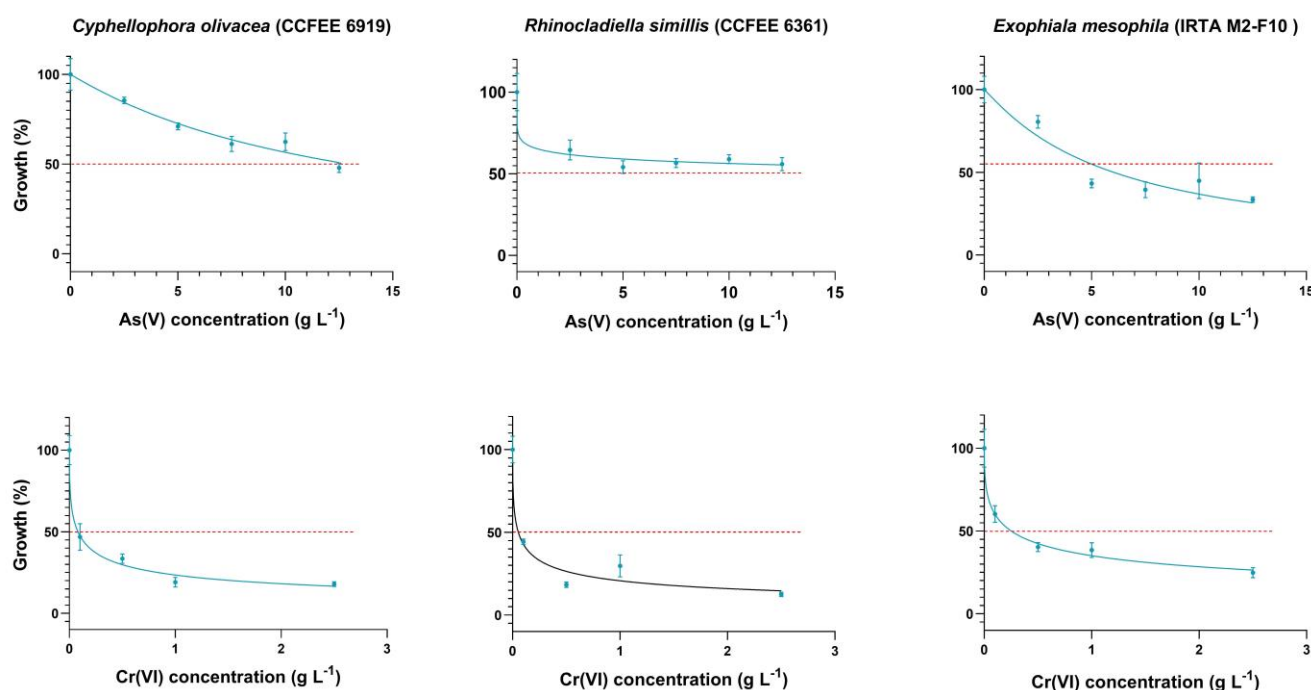 Cyphellophora olivacea (CCFEE 6919)
Rhinocladiella simillis (CCFEE 6361)
Exophiala mesophila (IRTA M2-F10 )
Growth (%)
100
50
0
0 5 10 15
As(V) concentration (g L-1)
100
50
0
0 5 10 15
As(V) concentration (g L-1)
100
50
0
0 5 10 15
As(V) concentration (g L-1)
Growth (%)
100
50
0
0 1 2 3
Cr(VI) concentration (g L-1)
100
50
0
0 1 2 3
Cr(VI) concentration (g L-1)
100
50
0
0 1 2 3
Cr(VI) concentration (g L-1)